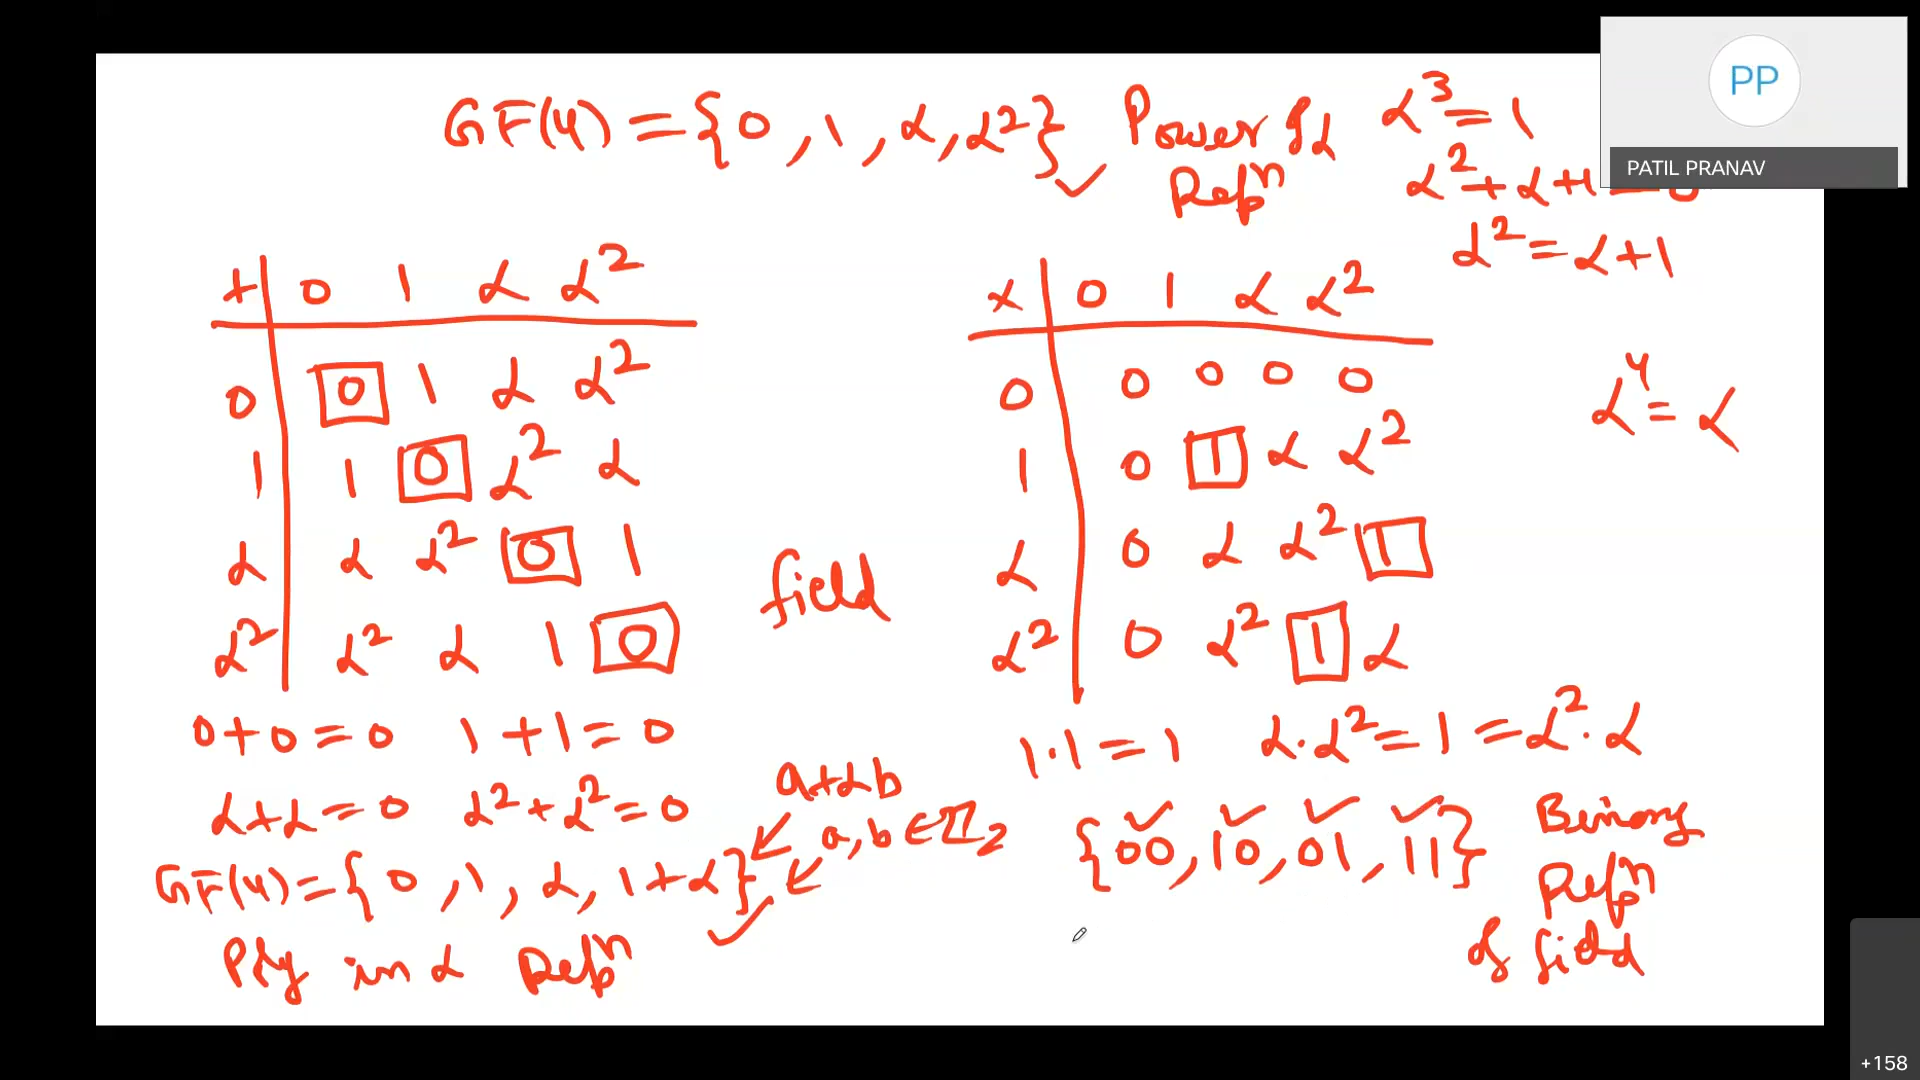 GF(4) = {0, 1, α, α²} Power of α Repⁿ
α³ = 1
α² + α + 1 = 0
α² = α + 1
PP
PATIL PRANAV
+ 0 1 α α²
0 0 1 α α²
1 1 0 α² α
α α α² 0 1
α² α² α 1 0
field
× 0 1 α α²
0 0 0 0 0
1 0 1 α α²
α 0 α α² 1
α² 0 α² 1 α
α⁴ = α
0 + 0 = 0 1 + 1 = 0
α + α = 0 α² + α² = 0
1·1 = 1 α·α² = 1 = α²·α
a + αb
a, b ∈ ℤ₂
GF(4) = {0, 1, α, 1 + α}
Ply in α Repⁿ
{00, 10, 01, 11} Binary
Repⁿ
of field
+158